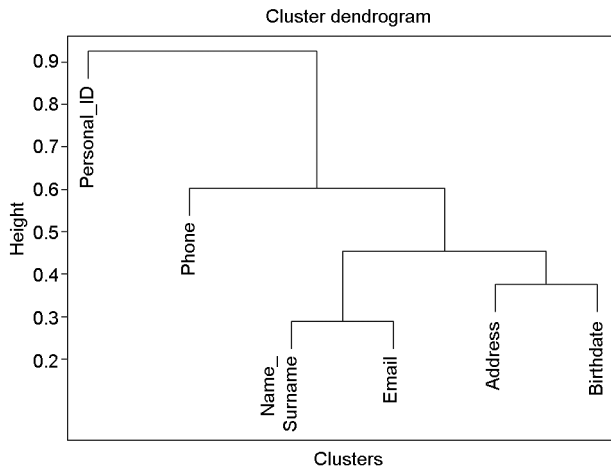 Cluster dendrogram
Height
0.9
0.8
0.7
0.6
0.5
0.4
0.3
0.2
Personal_ID
Phone
Name_
Surname
Email
Address
Birthdate
Clusters